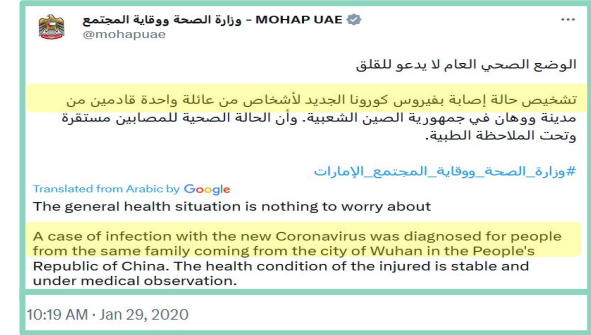 MOHAP UAE - وزارة الصحة ووقاية المجتمع
@mohapuae
الوضع الصحي العام لا يدعو للقلق
تشخيص حالة إصابة بفيروس كورونا الجديد لأشخاص من عائلة واحدة قادمين من
مدينة ووهان في جمهورية الصين الشعبية. وأن الحالة الصحية للمصابين مستقرة
وتحت الملاحظة الطبية.
#وزارة_الصحة_ووقاية_المجتمع_الإمارات
Translated from Arabic by Google
The general health situation is nothing to worry about
A case of infection with the new Coronavirus was diagnosed for people
from the same family coming from the city of Wuhan in the People's
Republic of China. The health condition of the injured is stable and
under medical observation.
10:19 AM · Jan 29, 2020